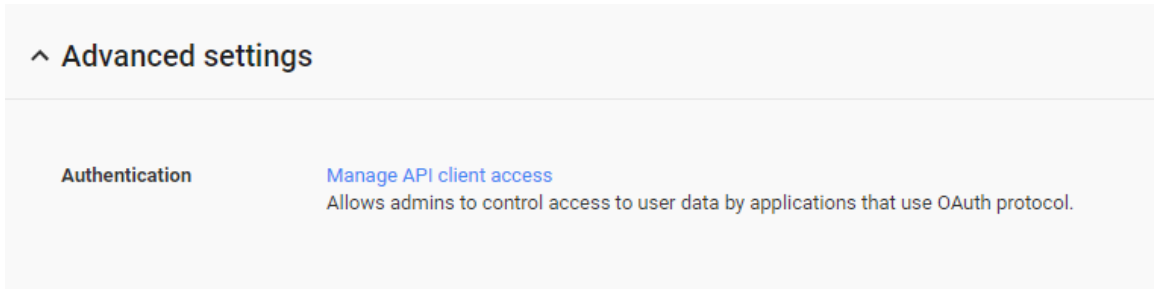 Advanced settings
Authentication
Manage API client access
Allows admins to control access to user data by applications that use OAuth protocol.